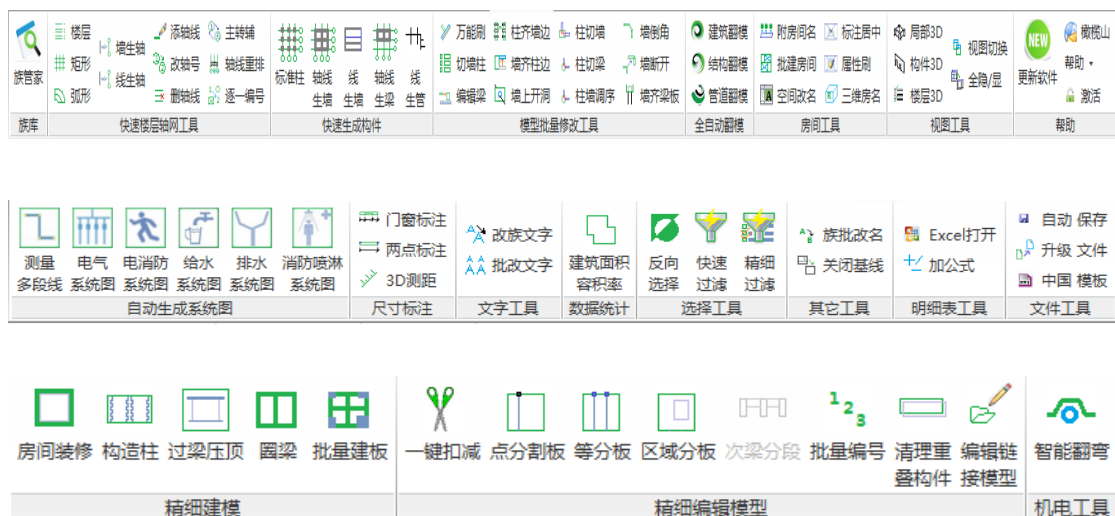 楼层 添轴线 主转辅 万能刷 柱齐墙边 柱切墙 墙倒角 建筑翻模 附房间名 标注居中 局部3D NEW 橄榄山
墙生轴 视图切换
族管家 矩形 改轴号 轴线重排 标准柱 轴线 线 轴线 线 切墙柱 墙齐柱边 柱切梁 墙断开 结构翻模 批建房间 属性刷 构件3D 更新软件 帮助
线生轴 全隐/显
弧形 删轴线 逐一编号 生墙 生墙 生梁 生管 编辑梁 墙上开洞 柱墙调序 墙齐梁板 管道翻模 空间改名 三维房名 楼层3D 激活
族库 快速楼层轴网工具 快速生成构件 模型批量修改工具 全自动翻模 房间工具 视图工具 帮助
门窗标注 改族文字 族批改名 Excel打开 自动 保存
测量 电气 电消防 给水 排水 消防喷淋 两点标注 批改文字 建筑面积 反向 快速 精细 关闭基线 加公式 升级 文件
多段线 系统图 系统图 系统图 系统图 系统图 3D测距 容积率 选择 过滤 过滤 中国 模板
自动生成系统图 尺寸标注 文字工具 数据统计 选择工具 其它工具 明细表工具 文件工具
1 2 3
房间装修 构造柱 过梁压顶 圈梁 批量建板 一键扣减 点分割板 等分板 区域分板 次梁分段 批量编号 清理重 编辑链 智能翻弯
叠构件 接模型
精细建模 精细编辑模型 机电工具